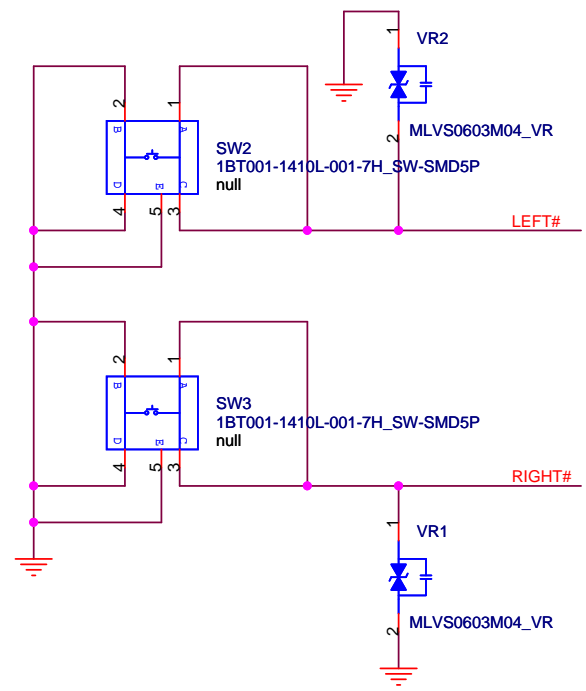 1
VR2
MLVS0603M04_VR
2
2
1
B
A
D
E
C
4
5
3
SW2
1BT001-1410L-001-7H_SW-SMD5P
null
LEFT#
2
1
B
A
D
E
C
4
5
3
SW3
1BT001-1410L-001-7H_SW-SMD5P
null
RIGHT#
1
VR1
MLVS0603M04_VR
2